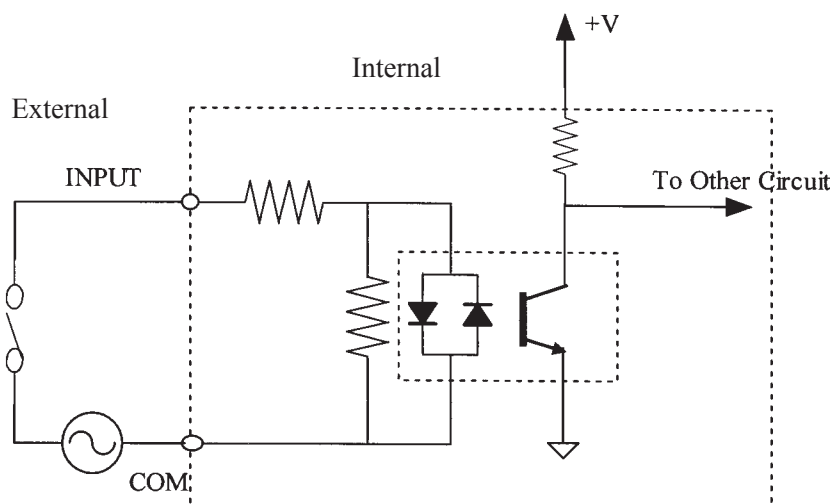 +V
Internal
External
INPUT
To Other Circuit
COM